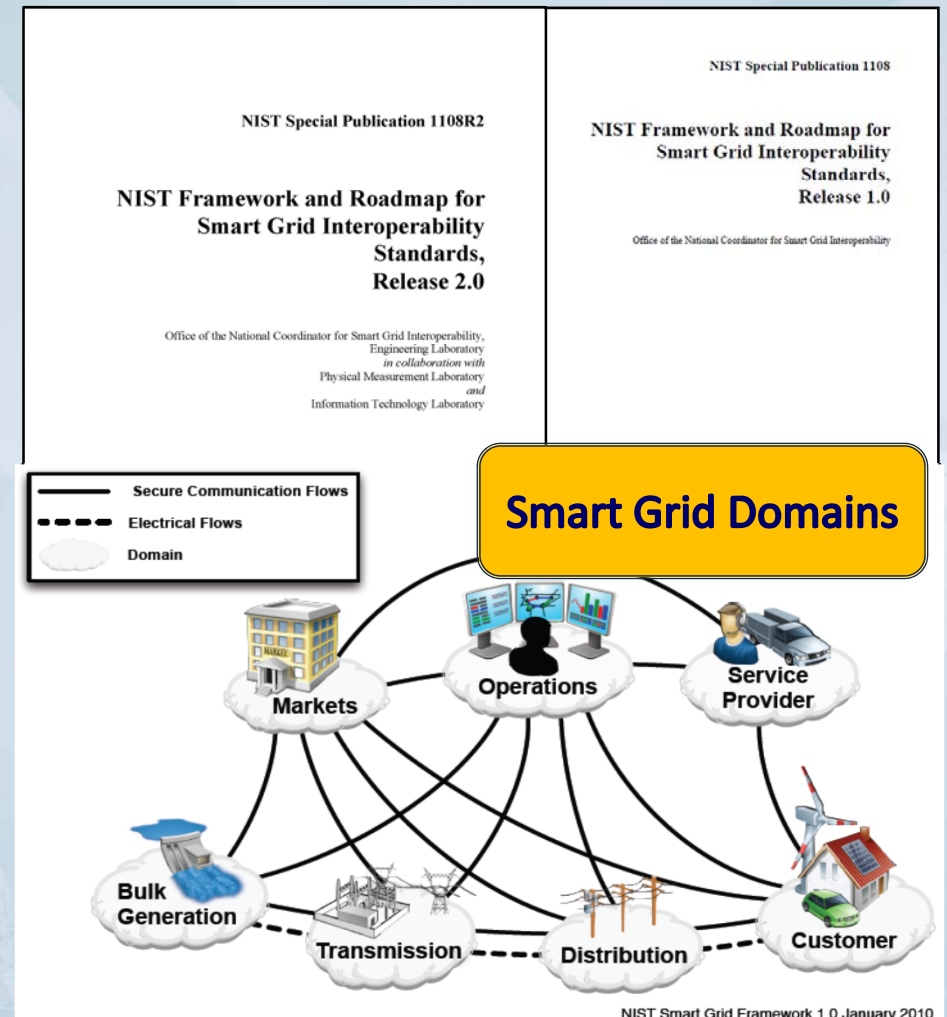 NIST Special Publication 1108R2
NIST Framework and Roadmap for
Smart Grid Interoperability
Standards,
Release 2.0
Office of the National Coordinator for Smart Grid Interoperability,
Engineering Laboratory
in collaboration with
Physical Measurement Laboratory
and
Information Technology Laboratory
NIST Special Publication 1108
NIST Framework and Roadmap for
Smart Grid Interoperability
Standards,
Release 1.0
Office of the National Coordinator for Smart Grid Interoperability
Smart Grid Domains
Secure Communication Flows
Electrical Flows
Domain
MARKET
Markets
Operations
Service
Provider
Bulk
Generation
Transmission
Distribution
Customer
NIST Smart Grid Framework 1.0 January 2010